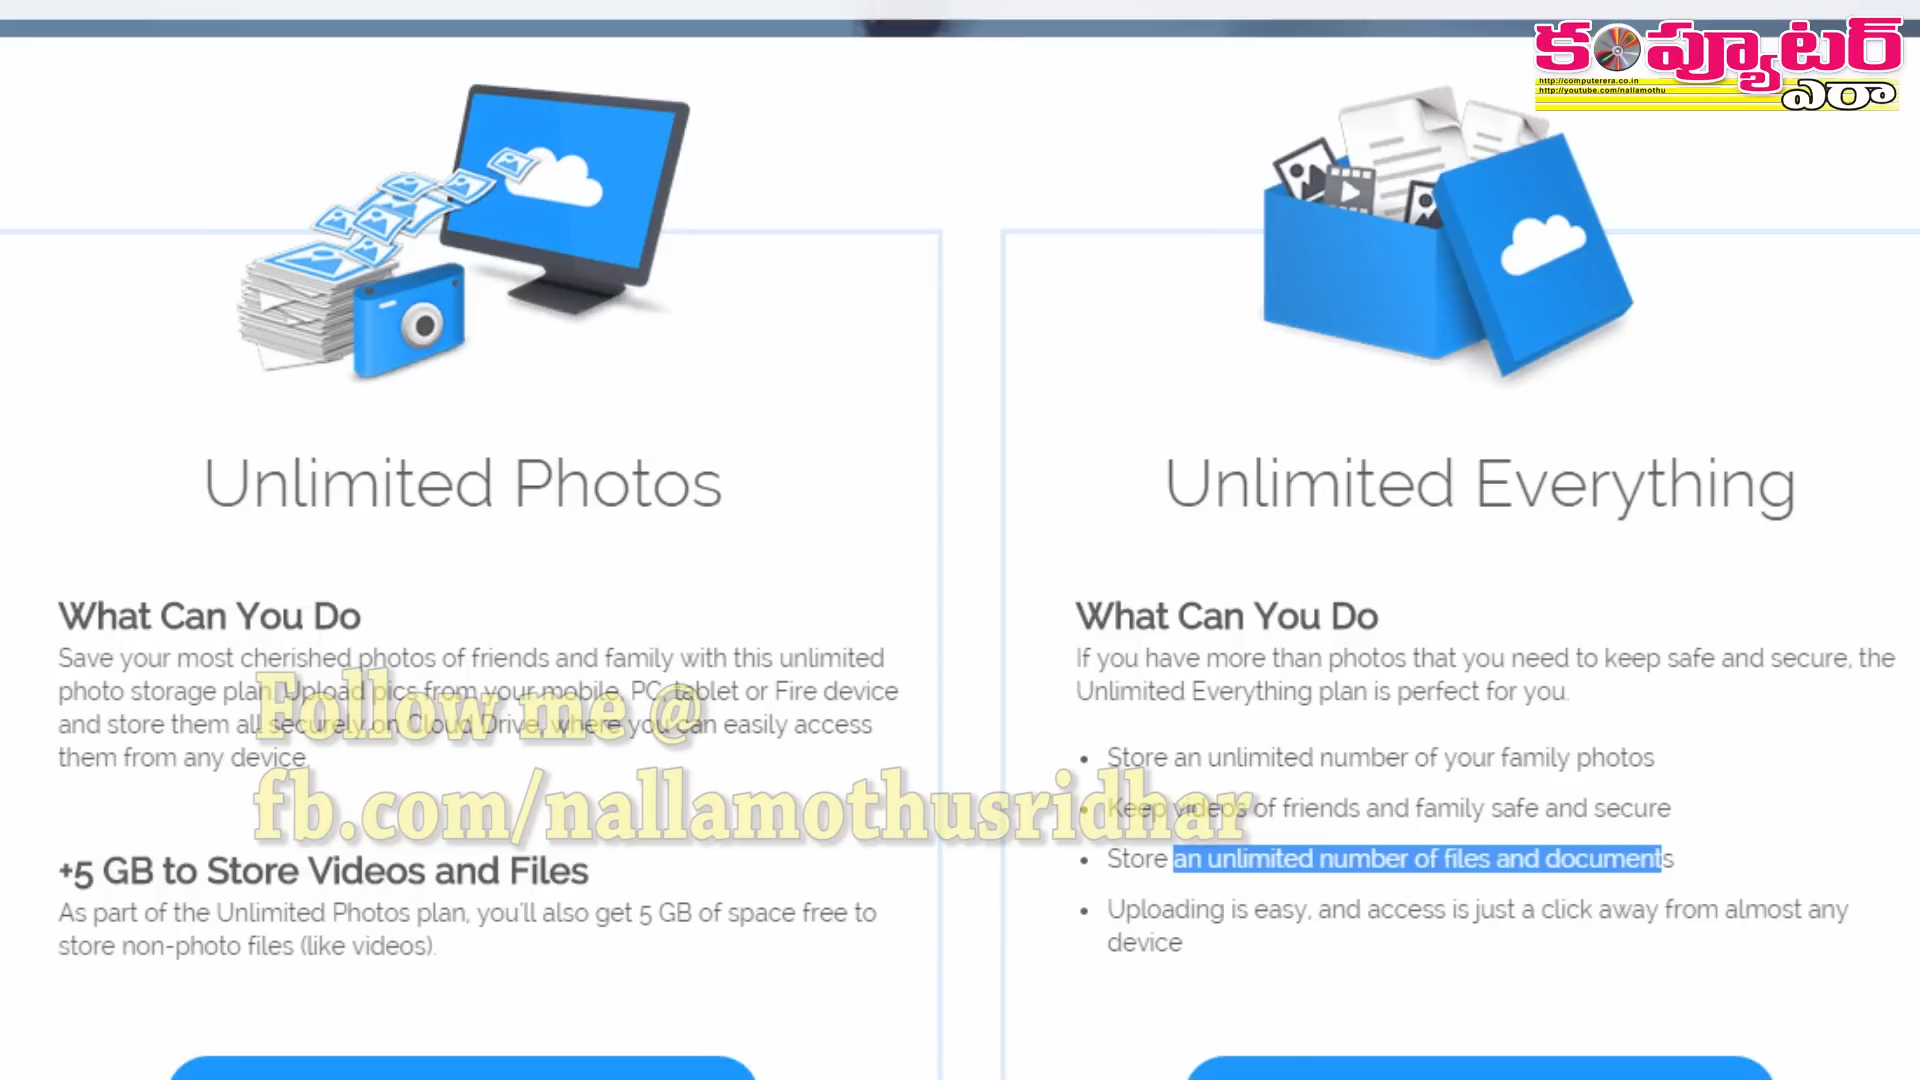 కంప్యూటర్
http://computerera.co.in
http://youtube.com/nallamothu
ఎరా
Unlimited Photos
What Can You Do
Save your most cherished photos of friends and family with this unlimited
photo storage plan. Upload pics from your mobile, PC, tablet or Fire device
and store them all securely on Cloud Drive, where you can easily access
them from any device.
+5 GB to Store Videos and Files
As part of the Unlimited Photos plan, you'll also get 5 GB of space free to
store non-photo files (like videos).
Unlimited Everything
What Can You Do
If you have more than photos that you need to keep safe and secure, the
Unlimited Everything plan is perfect for you.
• Store an unlimited number of your family photos
• Keep videos of friends and family safe and secure
• Store an unlimited number of files and documents
• Uploading is easy, and access is just a click away from almost any
device
Follow me @
fb.com/nallamothusridhar